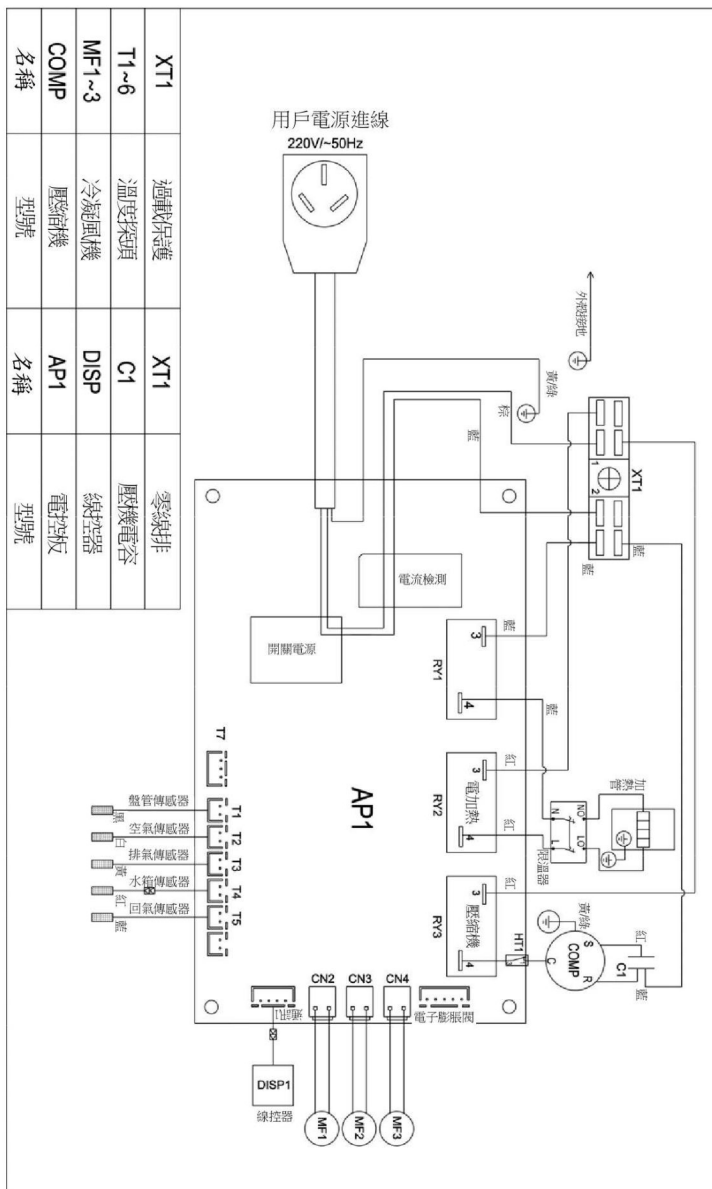 XT1 過載保護 XT1 零線排
T1~6 溫度探頭 C1 壓機電容
MF1~3 冷凝風機 DISP 線控器
COMP 壓縮機 AP1 電控板
名稱 型號 名稱 型號
用戶電源進線
220V/~50Hz
外殼接地
黃/綠
棕
藍
XT1
1
2
藍
藍
電流檢測
開關電源
3
藍
RY1
4
藍
3
紅
RY2
電加熱
4
紅
N
L
NO
LO
限溫器
加熱管
3
紅
RY3
壓縮機
4
HT1
黃/綠
COMP
S
R
C
紅
C1
藍
AP1
T7
T1
T2
T3
T4
T5
盤管傳感器
黑
空氣傳感器
白
排氣傳感器
黃
水箱傳感器
紅
回氣傳感器
藍
通訊1
CN2
CN3
CN4
電子膨脹閥
DISP1
線控器
MF1
MF2
MF3